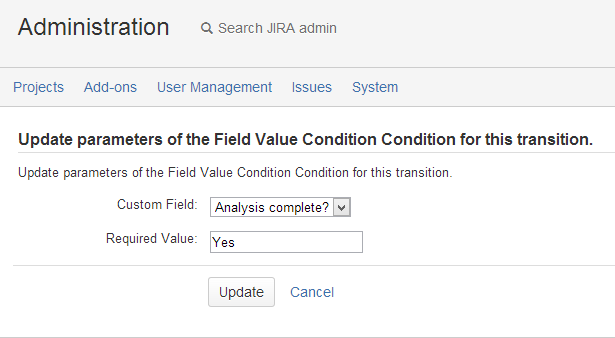 Administration
Search JIRA admin
Projects Add-ons User Management Issues System
Update parameters of the Field Value Condition Condition for this transition.
Update parameters of the Field Value Condition Condition for this transition.
Custom Field: Analysis complete?
Required Value: Yes
Update Cancel